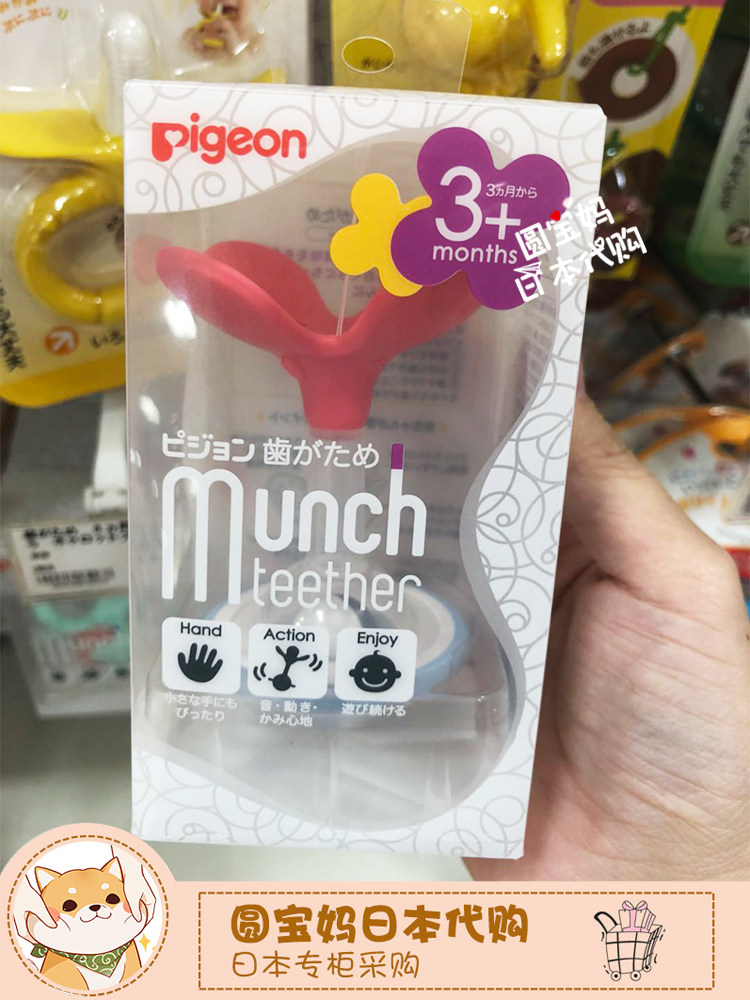 pigeon
3ヵ月から
3+
months
圆宝妈
日本代购
ピジョン 歯がため
munch
teether
Hand
Action
Enjoy
小さな手にも
ぴったり
音・動き・
かみ心地
遊び続ける
圆宝妈日本代购
日本专柜采购